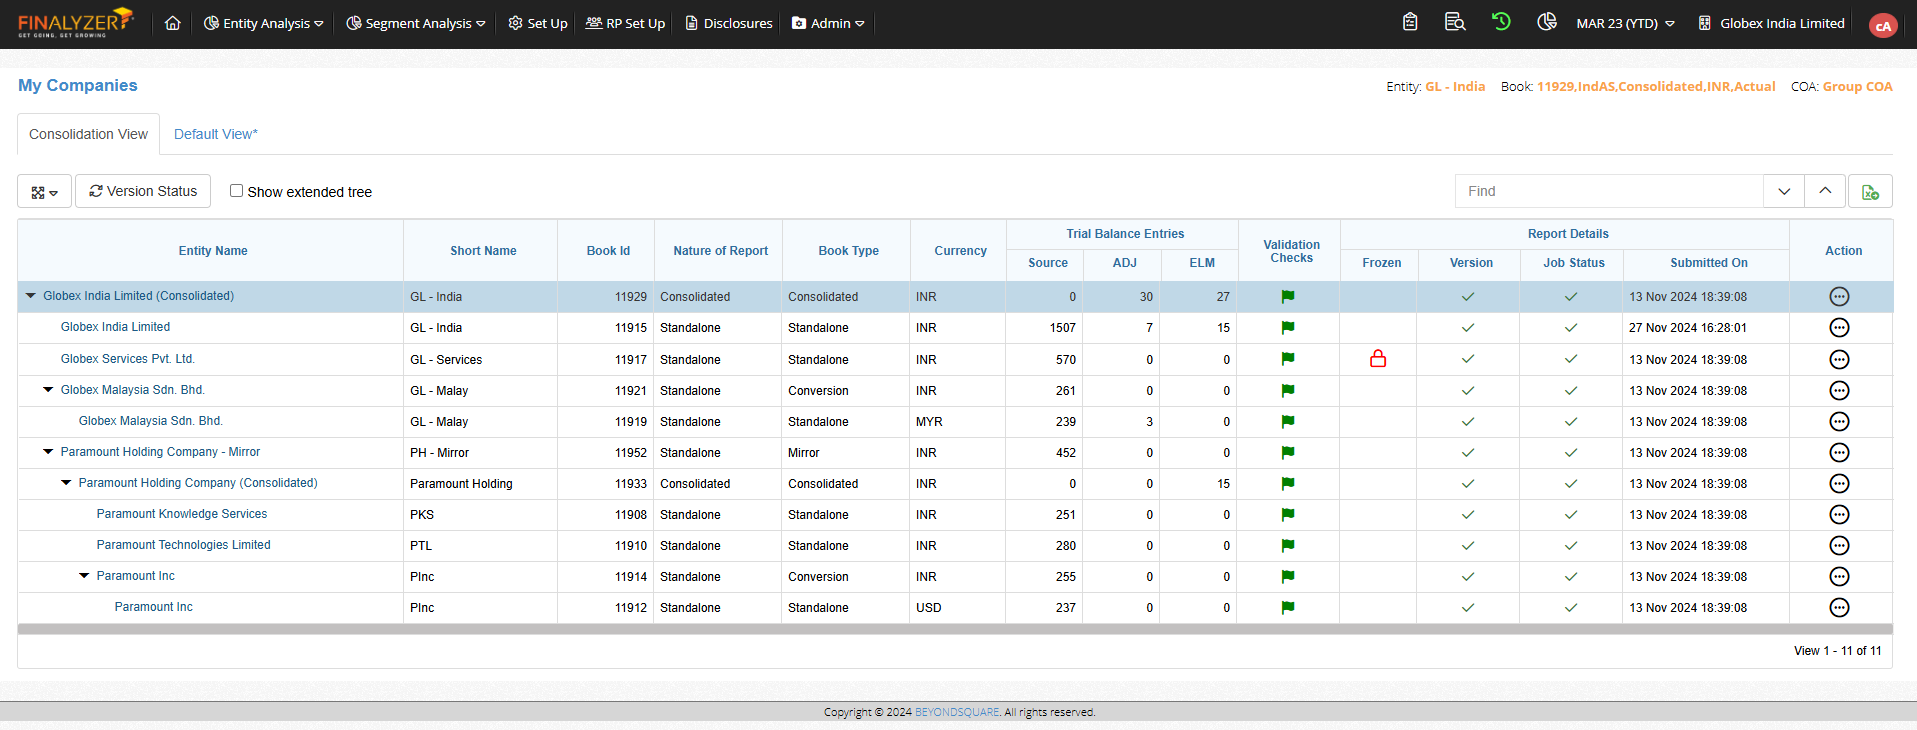 FINALYZER
GET GOING, GET GROWING
Entity Analysis
Segment Analysis
Set Up
RP Set Up
Disclosures
Admin
MAR 23 (YTD)
Globex India Limited
cA
My Companies
Entity: GL - India Book: 11929,IndAS,Consolidated,INR,Actual COA: Group COA
Consolidation View
Default View*
Version Status
Show extended tree
Find
Entity Name Short Name Book Id Nature of Report Book Type Currency Trial Balance Entries Validation Checks Report Details Action
Source ADJ ELM Frozen Version Job Status Submitted On
Globex India Limited (Consolidated) GL - India 11929 Consolidated Consolidated INR 0 30 27 13 Nov 2024 18:39:08
Globex India Limited GL - India 11915 Standalone Standalone INR 1507 7 15 27 Nov 2024 16:28:01
Globex Services Pvt. Ltd. GL - Services 11917 Standalone Standalone INR 570 0 0 13 Nov 2024 18:39:08
Globex Malaysia Sdn. Bhd. GL - Malay 11921 Standalone Conversion INR 261 0 0 13 Nov 2024 18:39:08
Globex Malaysia Sdn. Bhd. GL - Malay 11919 Standalone Standalone MYR 239 3 0 13 Nov 2024 18:39:08
Paramount Holding Company - Mirror PH - Mirror 11952 Standalone Mirror INR 452 0 0 13 Nov 2024 18:39:08
Paramount Holding Company (Consolidated) Paramount Holding 11933 Consolidated Consolidated INR 0 0 15 13 Nov 2024 18:39:08
Paramount Knowledge Services PKS 11908 Standalone Standalone INR 251 0 0 13 Nov 2024 18:39:08
Paramount Technologies Limited PTL 11910 Standalone Standalone INR 280 0 0 13 Nov 2024 18:39:08
Paramount Inc PInc 11914 Standalone Conversion INR 255 0 0 13 Nov 2024 18:39:08
Paramount Inc PInc 11912 Standalone Standalone USD 237 0 0 13 Nov 2024 18:39:08
View 1 - 11 of 11
Copyright © 2024 BEYONDSQUARE. All rights reserved.